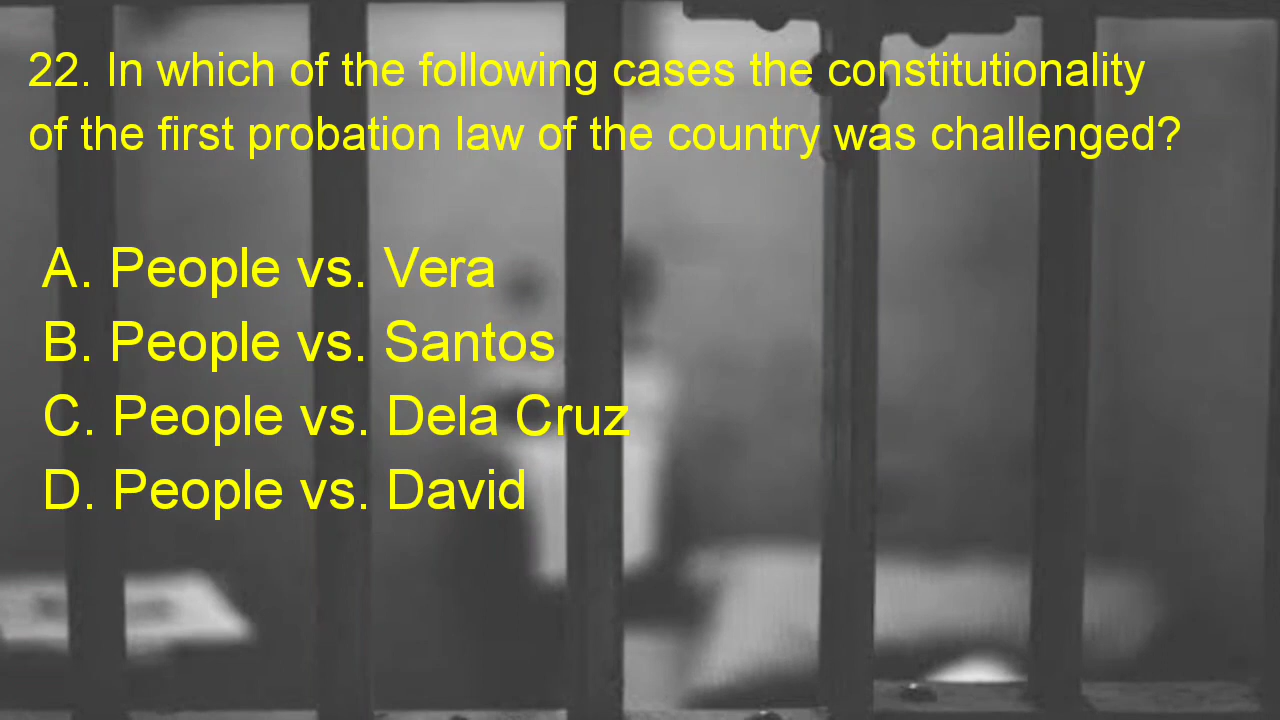 22. In which of the following cases the constitutionality
of the first probation law of the country was challenged?
A. People vs. Vera
B. People vs. Santos
C. People vs. Dela Cruz
D. People vs. David